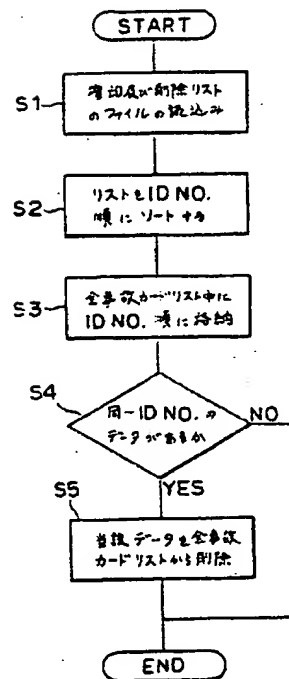 START
S1
増設及び削除リスト
のファイルの読込み
S2
リストをID NO.
順にソートする
S3
全事故カードリスト中に
ID NO. 順に格納
S4
同一ID NO.の
データがあるか
NO
YES
S5
当該データを全事故
カードリストから削除
END